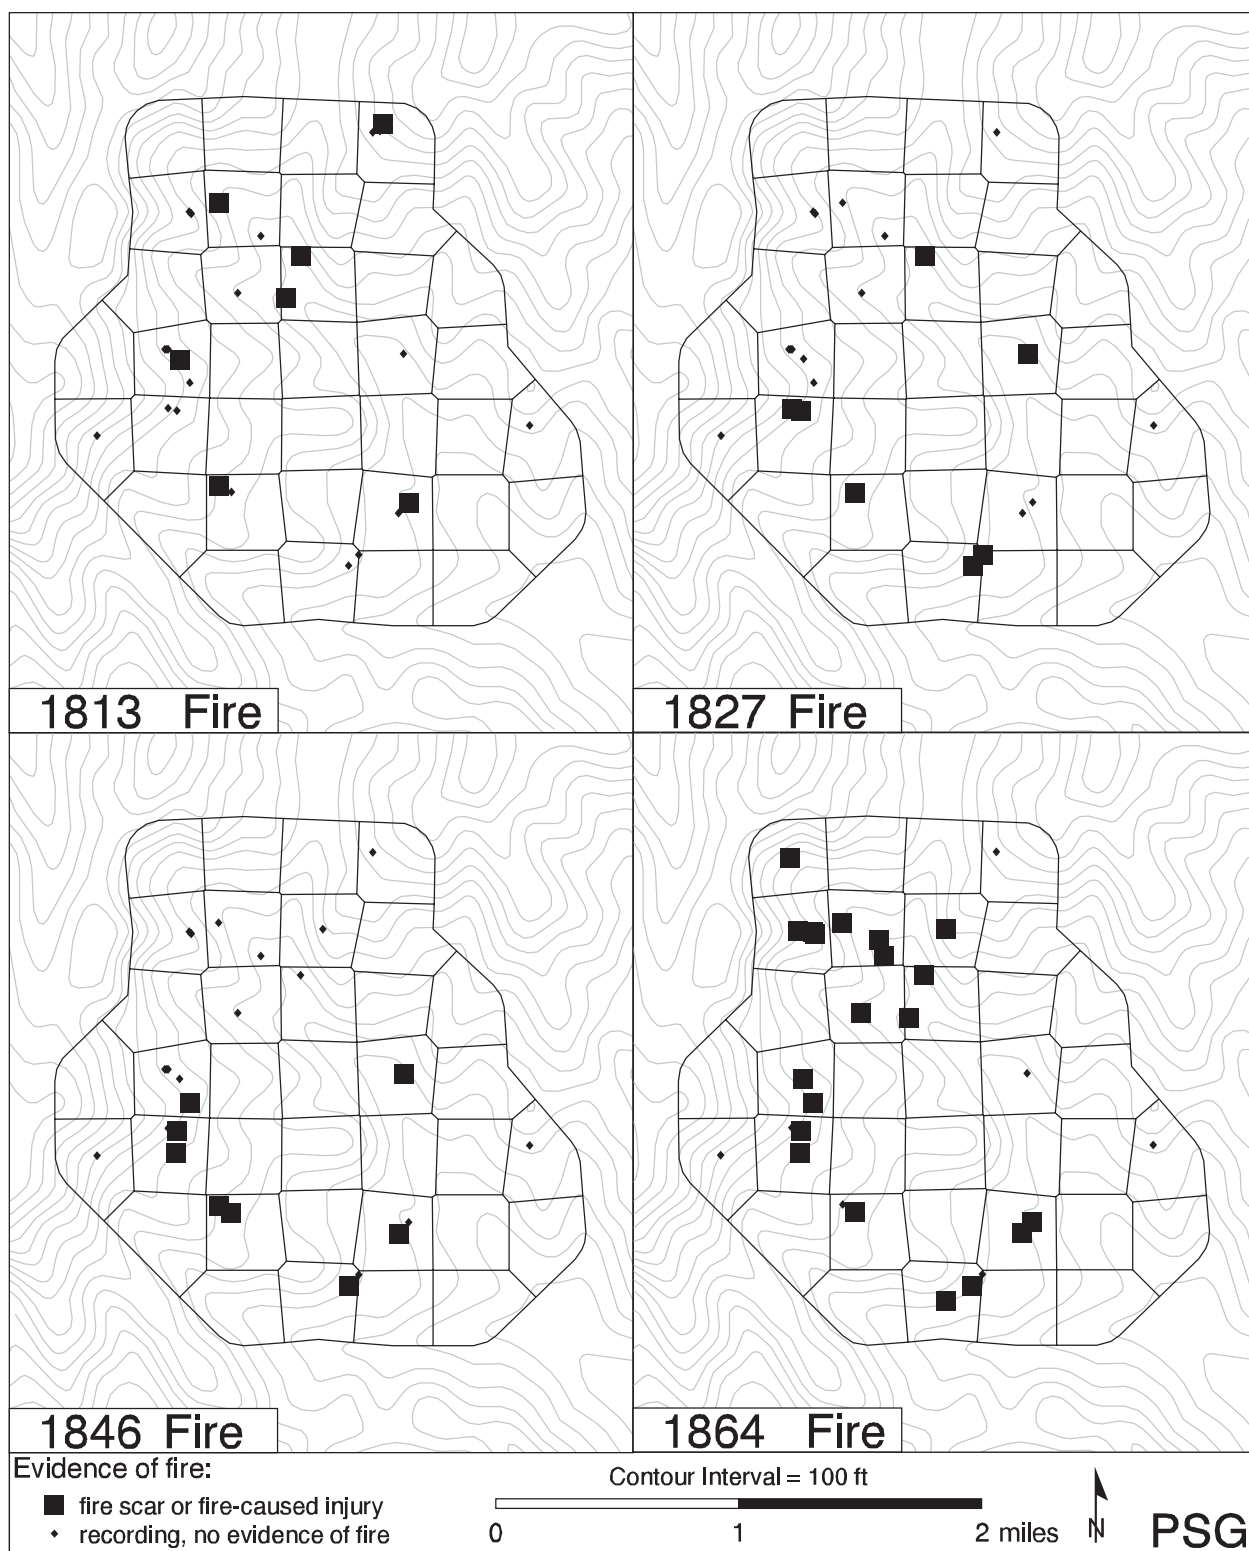 1813 Fire
1827 Fire
1846 Fire
1864 Fire
Evidence of fire:
fire scar or fire-caused injury
recording, no evidence of fire
Contour Interval = 100 ft
0 1 2 miles
N
PSG